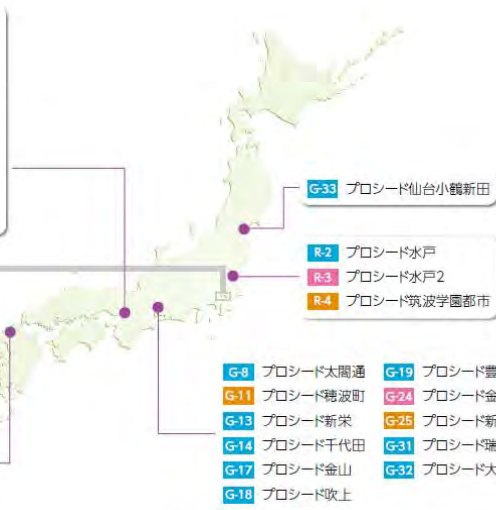 G-33 プロシード仙台小鶴新田
R-2 プロシード水戸
R-3 プロシード水戸2
R-4 プロシード筑波学園都市
G-8 プロシード太閤通
G-11 プロシード穂波町
G-13 プロシード新栄
G-14 プロシード千代田
G-17 プロシード金山
G-18 プロシード吹上
G-19 プロシード豊
G-24 プロシード金
G-25 プロシード新
G-31 プロシード瑞
G-32 プロシード大